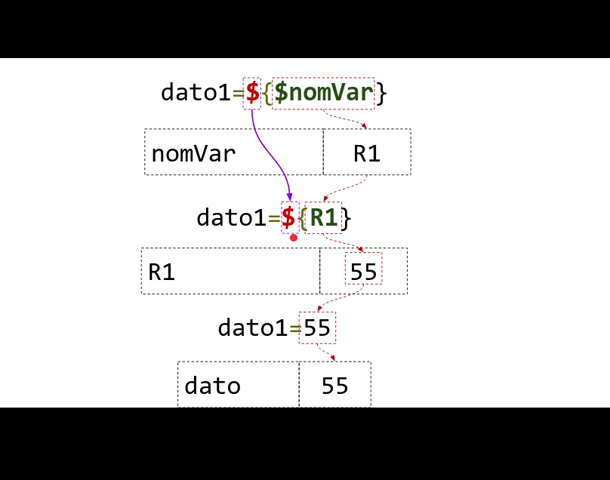 dato1=${$nomVar}
nomVar R1
dato1=${R1}
R1 55
dato1=55
dato 55